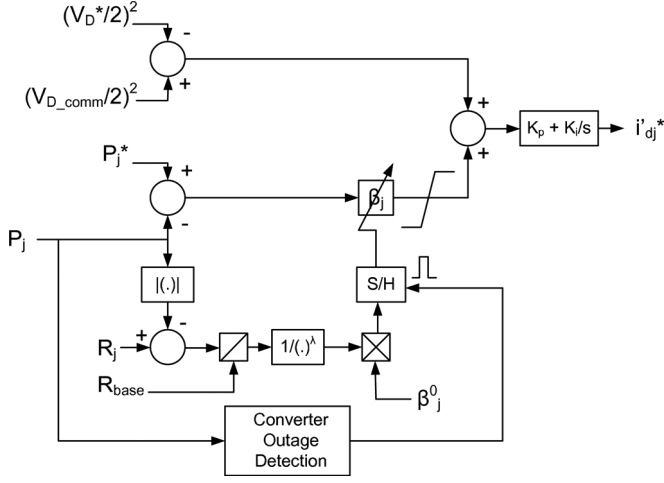 (V_D*/2)²
-
+
(V_D_comm/2)²
+
K_p + K_i/s
i'_dj*
+
P_j*
+
β_j
-
P_j
|(.)|
S/H
-
+
R_j
1/(.)^λ
R_base
β⁰_j
Converter
Outage
Detection